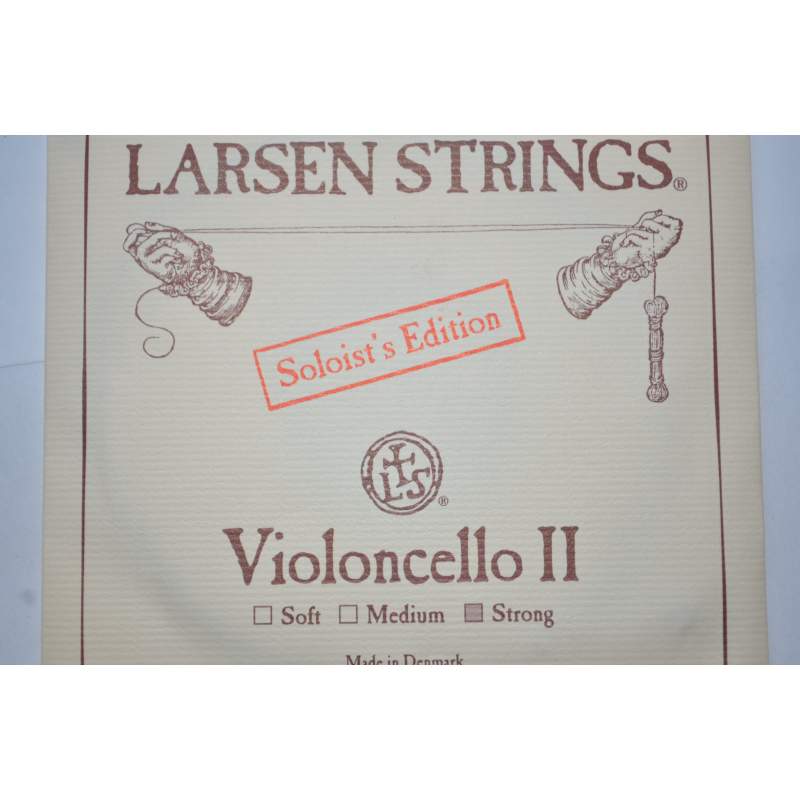 LARSEN STRINGS®
Soloist's Edition
LS®
Violoncello II
☐ Soft ☐ Medium ■ Strong
Made in Denmark